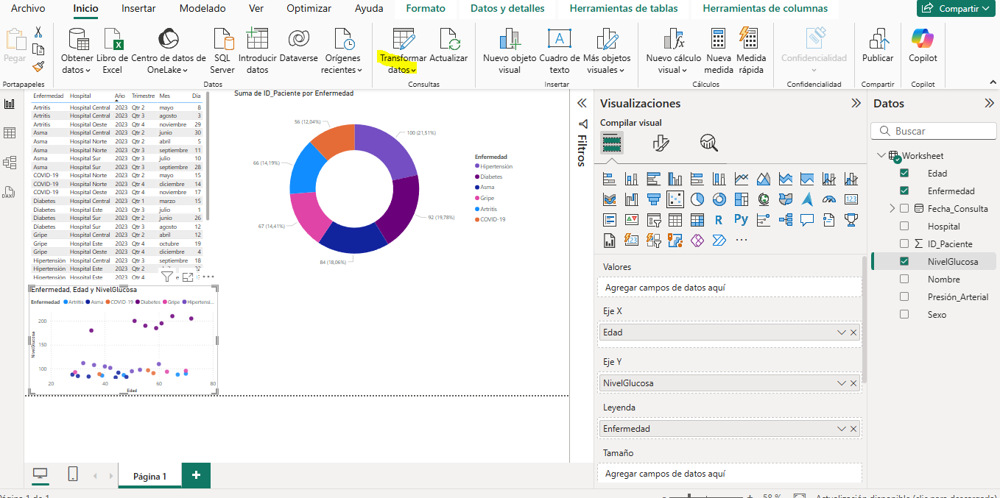 Archivo Inicio Insertar Modelado Ver Optimizar Ayuda Formato Datos y detalles Herramientas de tablas Herramientas de columnas Compartir
Pegar
Obtener datos
Libro de Excel
Centro de datos de OneLake
SQL Server
Introducir datos
Dataverse
Orígenes recientes
Transformar datos
Actualizar
Nuevo objeto visual
Cuadro de texto
Más objetos visuales
Nuevo cálculo visual
Nueva medida
Medida rápida
Confidencialidad
Publicar
Copilot
Portapapeles Datos Consultas Insertar Cálculos Confidencialidad Compartir Copilot
Enfermedad Hospital Año Trimestre Mes Día
Artritis Hospital Central 2023 Qtr 2 mayo 8
Artritis Hospital Central 2023 Qtr 3 agosto 3
Artritis Hospital Oeste 2023 Qtr 4 noviembre 29
Asma Hospital Central 2023 Qtr 2 junio 30
Asma Hospital Norte 2023 Qtr 2 abril 5
Asma Hospital Norte 2023 Qtr 3 septiembre 11
Asma Hospital Sur 2023 Qtr 3 julio 10
Asma Hospital Sur 2023 Qtr 3 septiembre 28
COVID-19 Hospital Norte 2023 Qtr 2 mayo 15
COVID-19 Hospital Norte 2023 Qtr 4 diciembre 14
COVID-19 Hospital Oeste 2023 Qtr 4 noviembre 17
Diabetes Hospital Central 2023 Qtr 1 marzo 15
Diabetes Hospital Este 2023 Qtr 3 julio 1
Diabetes Hospital Sur 2023 Qtr 2 junio 26
Diabetes Hospital Sur 2023 Qtr 3 agosto 12
Gripe Hospital Central 2023 Qtr 2 abril 12
Gripe Hospital Este 2023 Qtr 4 octubre 19
Gripe Hospital Oeste 2023 Qtr 4 diciembre 4
Hipertensión Hospital Central 2023 Qtr 3 septiembre 18
Hipertensión Hospital Este 2023 Qtr 2
Hipertensión Hospital Este 2023 Qtr 4
Suma de ID_Paciente por Enfermedad
56 (12,04%)
100 (21,51%)
66 (14,19%)
92 (19,78%)
67 (14,41%)
84 (18,06%)
Enfermedad
Hipertensión
Diabetes
Asma
Gripe
Artritis
COVID-19
Enfermedad, Edad y NivelGlucosa
Enfermedad Artritis Asma COVID-19 Diabetes Gripe Hipertensi...
200
150
100
NivelGlucosa
20 40 60 80
Edad
Filtros
Visualizaciones
Compilar visual
Valores
Agregar campos de datos aquí
Eje X
Edad
Eje Y
NivelGlucosa
Leyenda
Enfermedad
Tamaño
Agregar campos de datos aquí
Datos
Buscar
Worksheet
Edad
Enfermedad
Fecha_Consulta
Hospital
ID_Paciente
NivelGlucosa
Nombre
Presión_Arterial
Sexo
Página 1
Página 1 de 1
58 %
Actualización disponible (clic para descargarla)